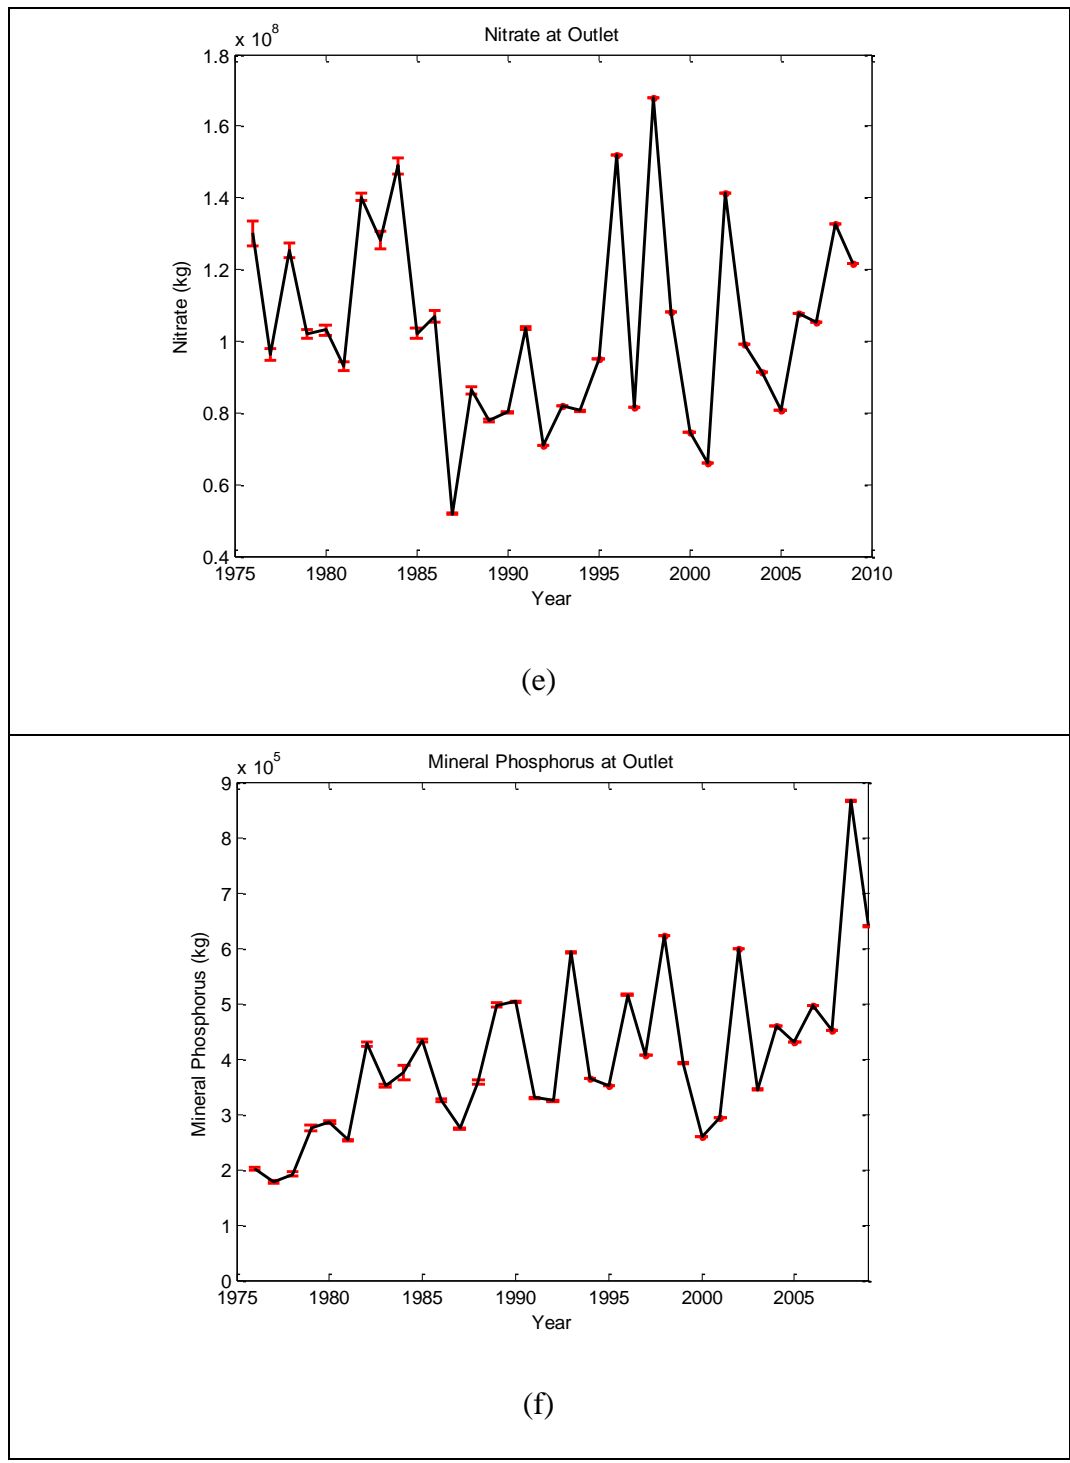 x 10^8
Nitrate at Outlet
1.8
1.6
1.4
1.2
1
0.8
0.6
0.4
Nitrate (kg)
1975 1980 1985 1990 1995 2000 2005 2010
Year
(e)
x 10^5
Mineral Phosphorus at Outlet
9
8
7
6
5
4
3
2
1
0
Mineral Phosphorus (kg)
1975 1980 1985 1990 1995 2000 2005
Year
(f)